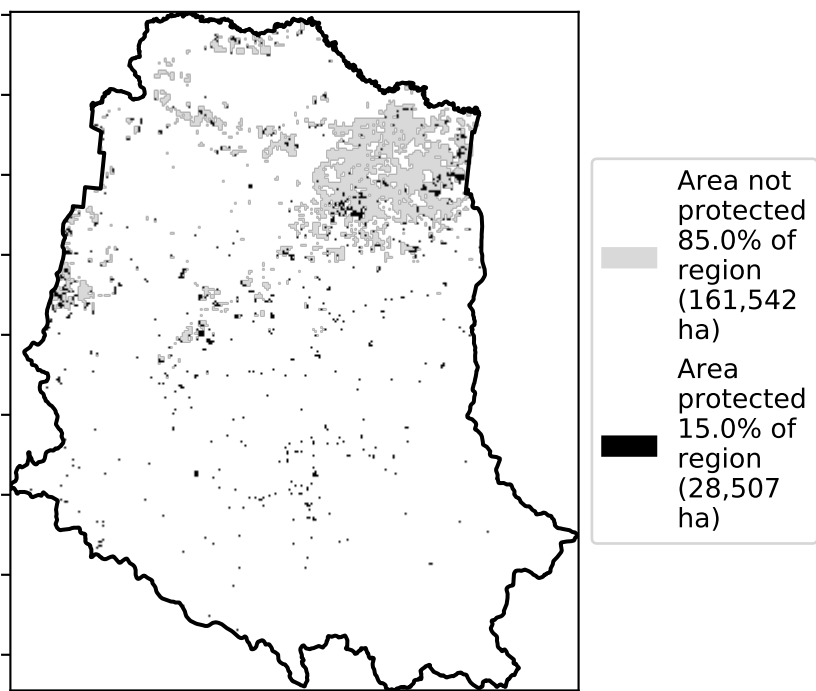 Area not
protected
85.0% of
region
(161,542
ha)
Area
protected
15.0% of
region
(28,507
ha)